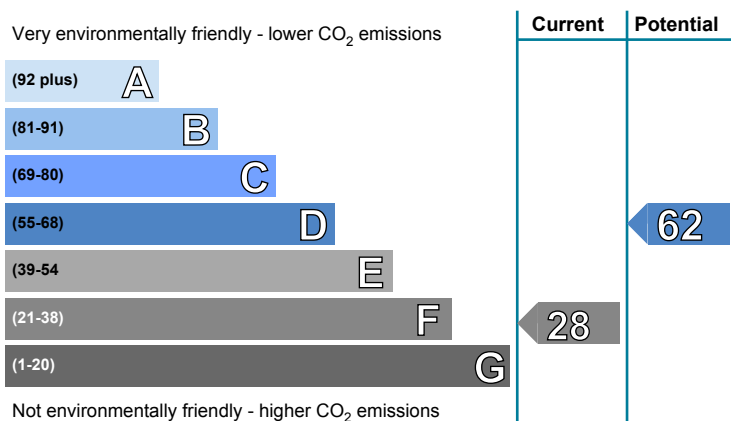 Very environmentally friendly - lower CO2 emissions
Current
Potential
(92 plus) A
(81-91) B
(69-80) C
(55-68) D
62
(39-54 E
(21-38) F
28
(1-20) G
Not environmentally friendly - higher CO2 emissions